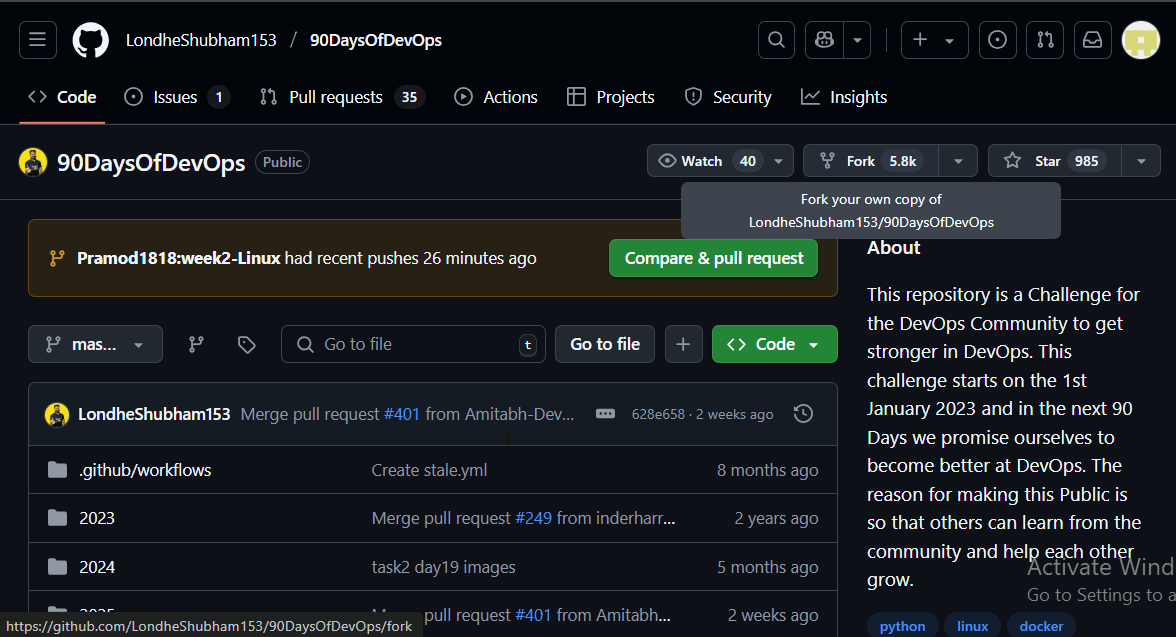 LondheShubham153 / 90DaysOfDevOps
Code Issues 1 Pull requests 35 Actions Projects Security Insights
90DaysOfDevOps Public Watch 40 Fork 5.8k Star 985
Fork your own copy of
LondheShubham153/90DaysOfDevOps
Pramod1818:week2-Linux had recent pushes 26 minutes ago Compare & pull request
mas... Go to file t Go to file Code
LondheShubham153 Merge pull request #401 from Amitabh-Dev... 628e658 · 2 weeks ago
.github/workflows Create stale.yml 8 months ago
2023 Merge pull request #249 from inderharr... 2 years ago
2024 task2 day19 images 5 months ago
2025 pull request #401 from Amitabh... 2 weeks ago
https://github.com/LondheShubham153/90DaysOfDevOps/fork
About
This repository is a Challenge for
the DevOps Community to get
stronger in DevOps. This
challenge starts on the 1st
January 2023 and in the next 90
Days we promise ourselves to
become better at DevOps. The
reason for making this Public is
so that others can learn from the
community and help each other
grow.
Activate Wind
Go to Settings to a
python linux docker